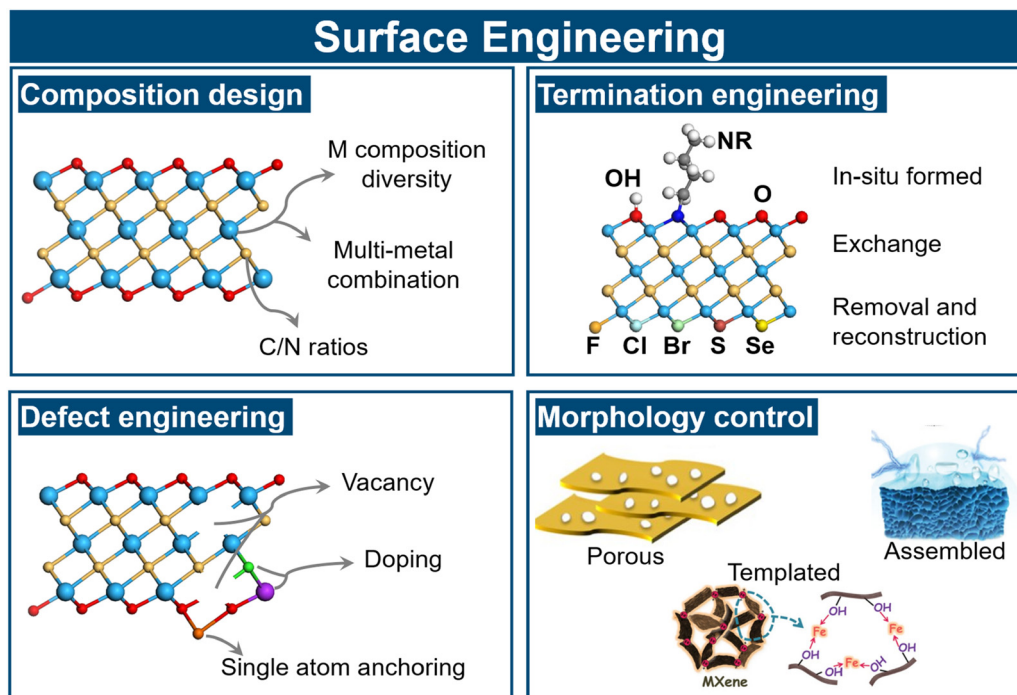 Surface Engineering
Composition design
M composition
diversity
Multi-metal
combination
C/N ratios
Termination engineering
NR
OH
O
In-situ formed
Exchange
Removal and
reconstruction
F Cl Br S Se
Defect engineering
Vacancy
Doping
Single atom anchoring
Morphology control
Porous
Assembled
Templated
MXene
OH OH
Fe Fe
OH OH
Fe
OH OH